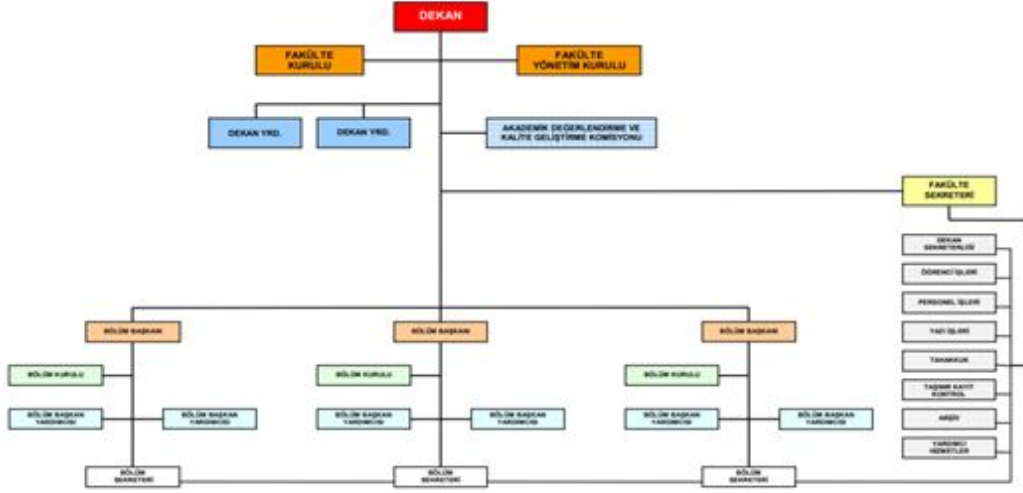 DEKAN
FAKÜLTE
KURULU
FAKÜLTE
YÖNETİM KURULU
DEKAN YRD.
DEKAN YRD.
AKADEMİK DEĞERLENDİRME VE
KALİTE GELİŞTİRME KOMİSYONU
FAKÜLTE
SEKRETERİ
DEKAN
SEKRETERLİĞİ
ÖĞRENCİ İŞLERİ
PERSONEL İŞLERİ
YAZI İŞLERİ
TAHAKKUK
TAŞINIR KAYIT
KONTROL
ARŞİV
YARDIMCI
HİZMETLER
BÖLÜM BAŞKANI
BÖLÜM BAŞKANI
BÖLÜM BAŞKANI
BÖLÜM KURULU
BÖLÜM KURULU
BÖLÜM KURULU
BÖLÜM BAŞKAN
YARDIMCISI
BÖLÜM BAŞKAN
YARDIMCISI
BÖLÜM BAŞKAN
YARDIMCISI
BÖLÜM BAŞKAN
YARDIMCISI
BÖLÜM BAŞKAN
YARDIMCISI
BÖLÜM BAŞKAN
YARDIMCISI
BÖLÜM
SEKRETERİ
BÖLÜM
SEKRETERİ
BÖLÜM
SEKRETERİ